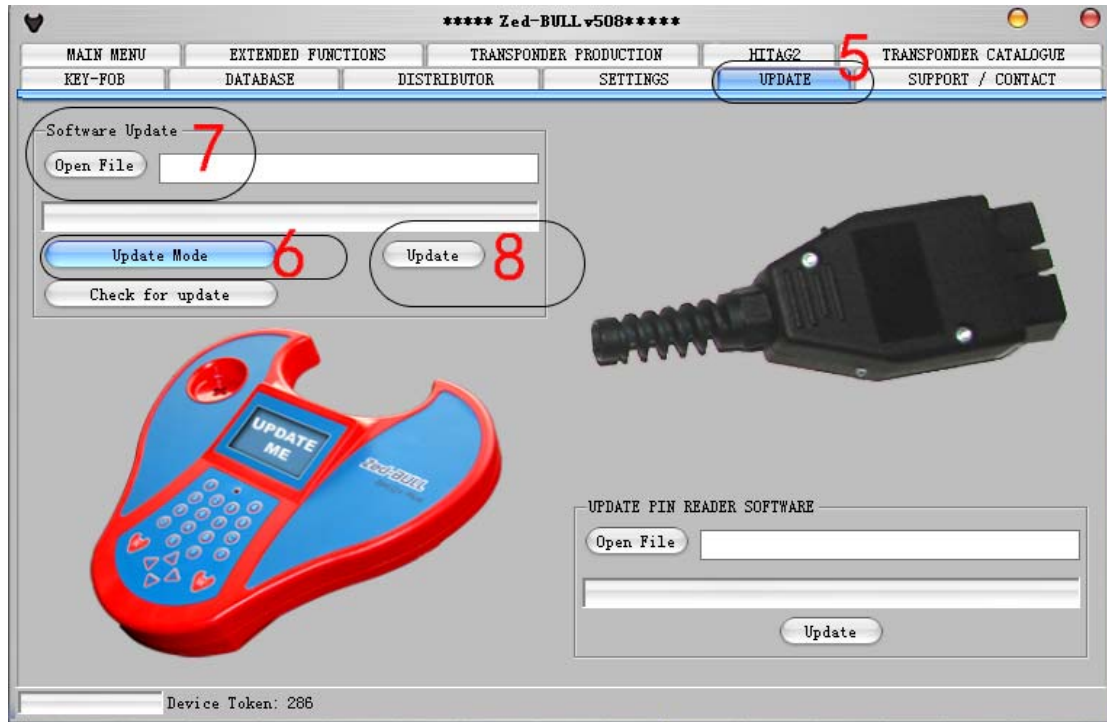 ***** Zed-BULL v508*****
MAIN MENU EXTENDED FUNCTIONS TRANSPONDER PRODUCTION HITAG2 TRANSPONDER CATALOGUE
5
KEY-FOB DATABASE DISTRIBUTOR SETTINGS UPDATE SUPPORT / CONTACT
Software Update
Open File
7
Update Mode
6
Update
8
Check for update
UPDATE
ME
Zed-BULL
UPDATE PIN READER SOFTWARE
Open File
Update
Device Token: 286